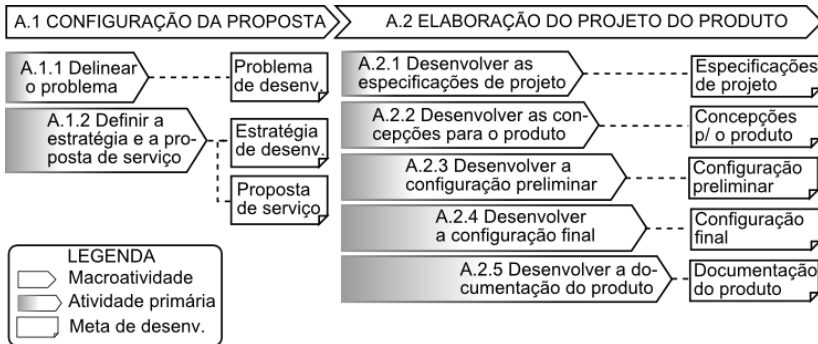 A.1 CONFIGURAÇÃO DA PROPOSTA
A.2 ELABORAÇÃO DO PROJETO DO PRODUTO
A.1.1 Delinear
o problema
Problema
de desenv.
A.1.2 Definir a
estratégia e a pro-
posta de serviço
Estratégia
de desenv.
Proposta
de serviço
A.2.1 Desenvolver as
especificações de projeto
Especificações
de projeto
A.2.2 Desenvolver as con-
cepções para o produto
Concepções
p/ o produto
A.2.3 Desenvolver a
configuração preliminar
Configuração
preliminar
A.2.4 Desenvolver
a configuração final
Configuração
final
A.2.5 Desenvolver a do-
cumentação do produto
Documentação
do produto
LEGENDA
Macroatividade
Atividade primária
Meta de desenv.